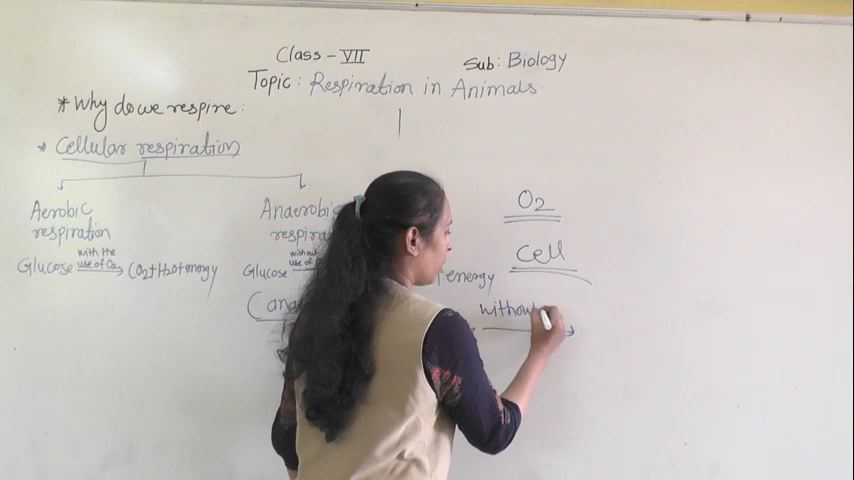 Class - VII
Sub: Biology
Topic: Respiration in Animals.
* Why do we respire:
* Cellular respiration
Aerobic
respiration
Glucose with the use of O2 → CO2+H2O+energy
Anaerobic
Glucose
energy
O2
Cell